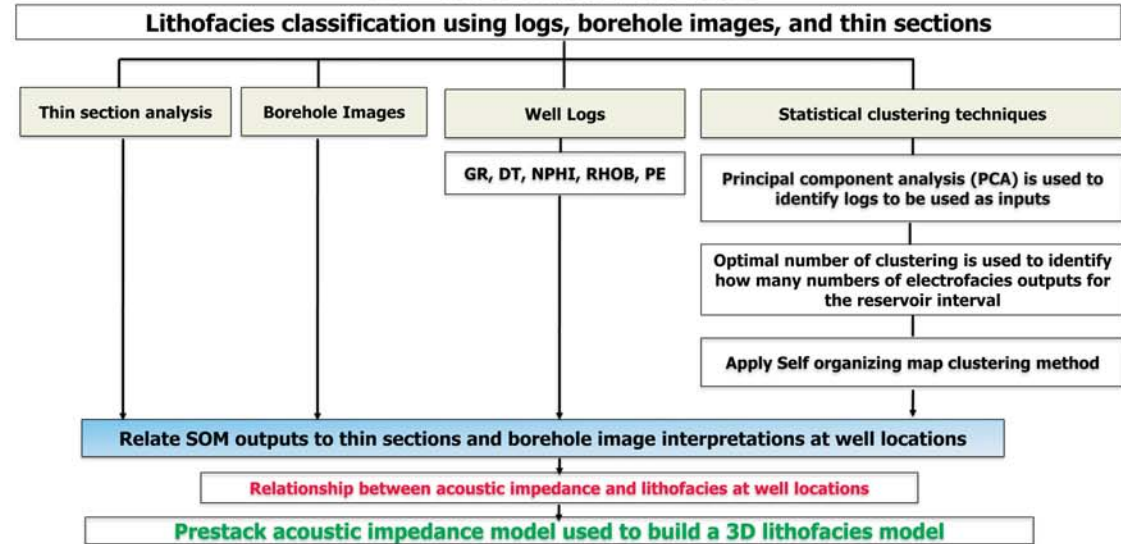 Lithofacies classification using logs, borehole images, and thin sections
Thin section analysis
Borehole Images
Well Logs
Statistical clustering techniques
GR, DT, NPHI, RHOB, PE
Principal component analysis (PCA) is used to
identify logs to be used as inputs
Optimal number of clustering is used to identify
how many numbers of electrofacies outputs for
the reservoir interval
Apply Self organizing map clustering method
Relate SOM outputs to thin sections and borehole image interpretations at well locations
Relationship between acoustic impedance and lithofacies at well locations
Prestack acoustic impedance model used to build a 3D lithofacies model